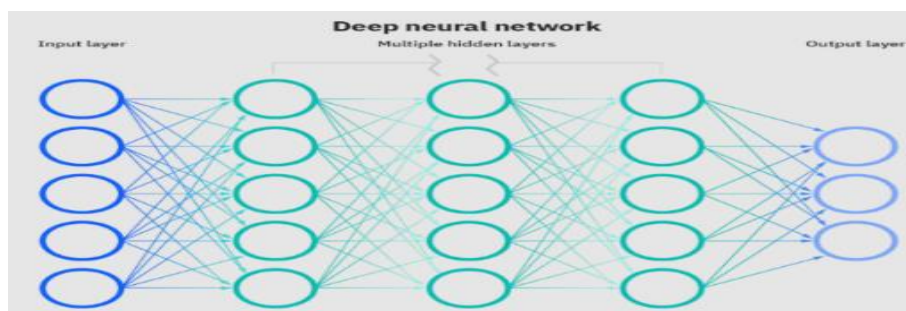 Deep neural network
Input layer
Multiple hidden layers
Output layer